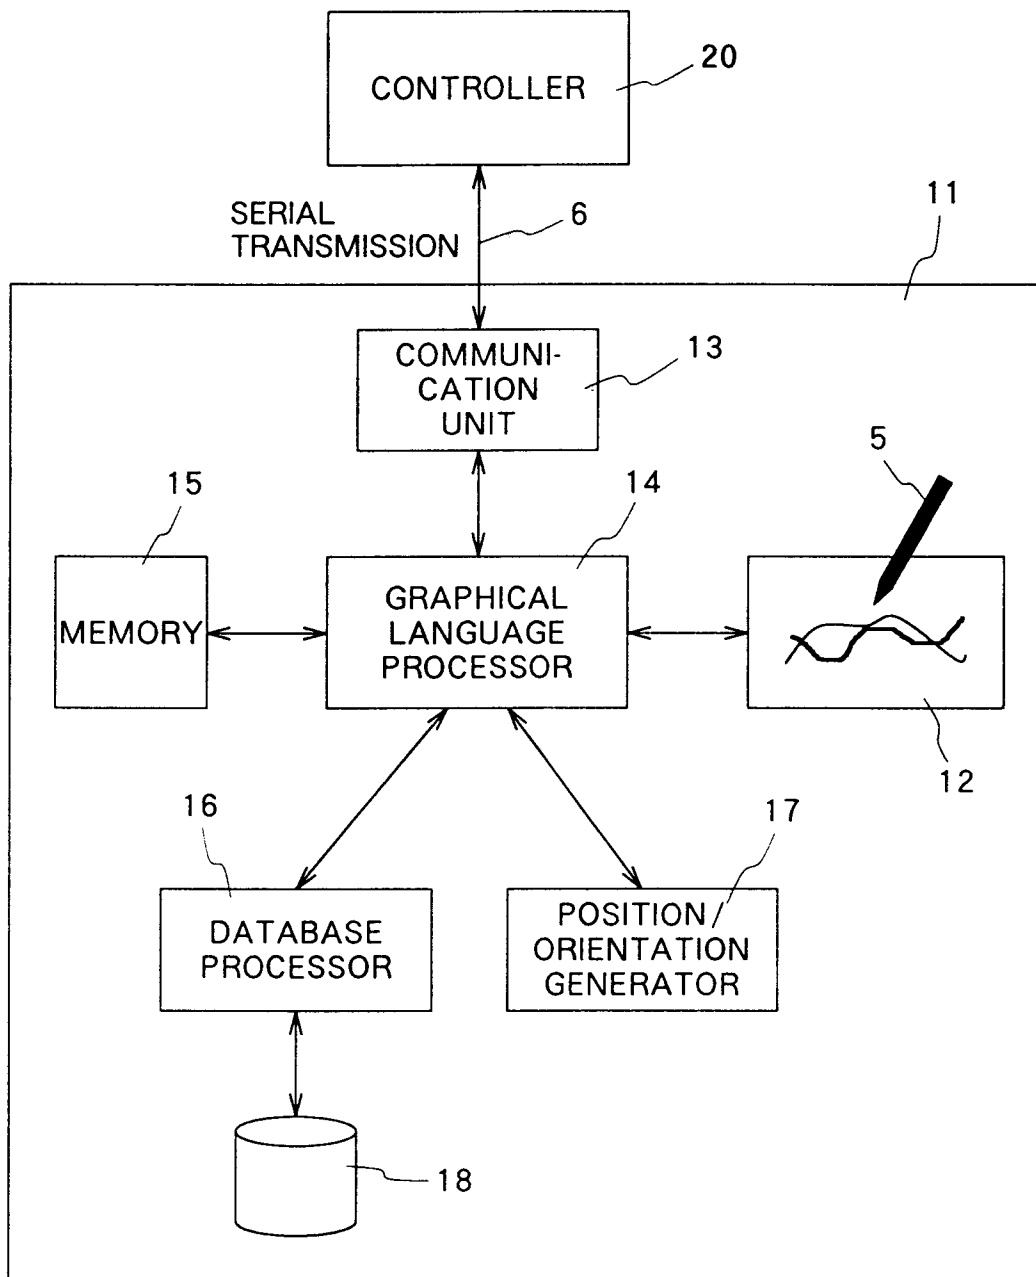 CONTROLLER
20
SERIAL
TRANSMISSION
6
11
COMMUNI-
CATION
UNIT
13
5
15
14
MEMORY
GRAPHICAL
LANGUAGE
PROCESSOR
12
16
17
DATABASE
PROCESSOR
POSITION/
ORIENTATION
GENERATOR
18